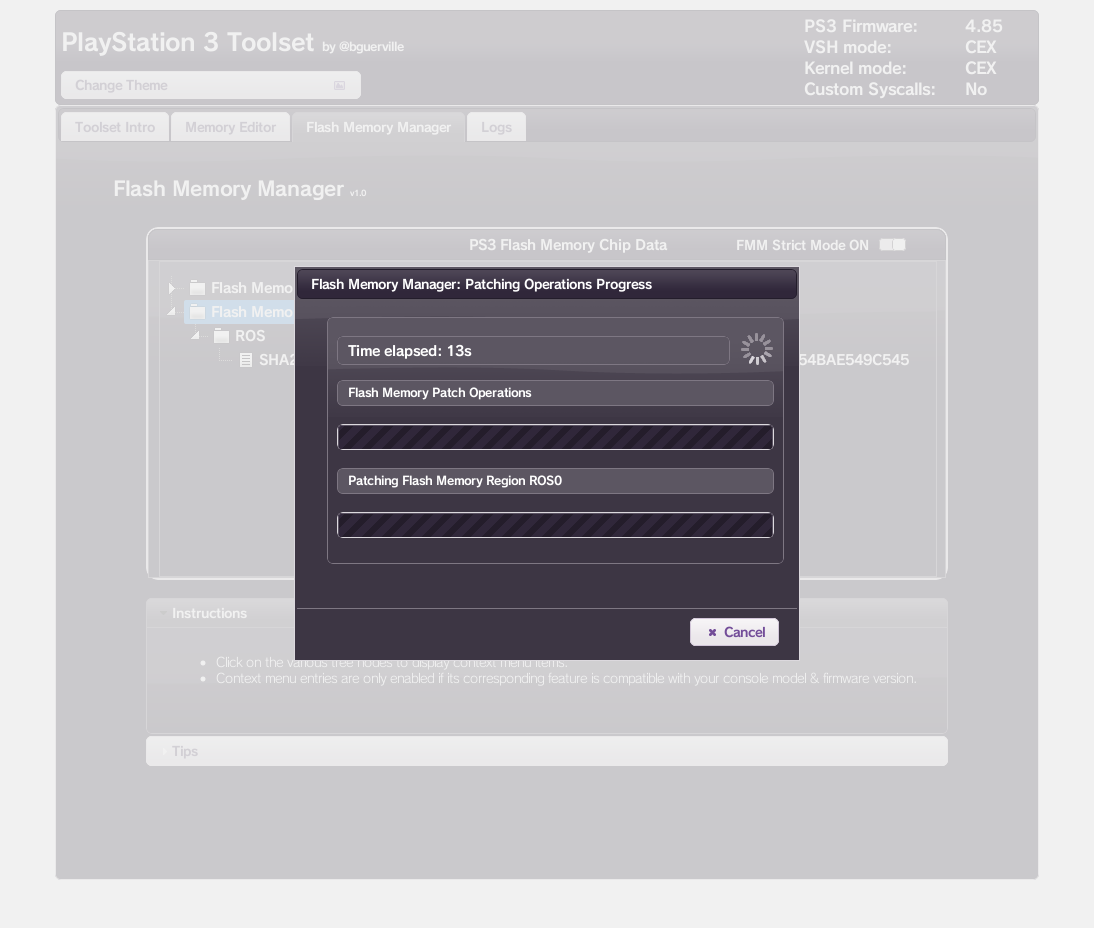 PlayStation 3 Toolset by @bguerville
PS3 Firmware: 4.85
VSH mode: CEX
Kernel mode: CEX
Custom Syscalls: No
Change Theme
Toolset Intro Memory Editor Flash Memory Manager Logs
Flash Memory Manager v1.0
PS3 Flash Memory Chip Data FMM Strict Mode ON
Flash Memo
Flash Memo
ROS
SHA2
54BAE549C545
Flash Memory Manager: Patching Operations Progress
Time elapsed: 13s
Flash Memory Patch Operations
Patching Flash Memory Region ROS0
Cancel
Instructions
Click on the various tree nodes to display context menu items.
Context menu entries are only enabled if its corresponding feature is compatible with your console model & firmware version.
Tips